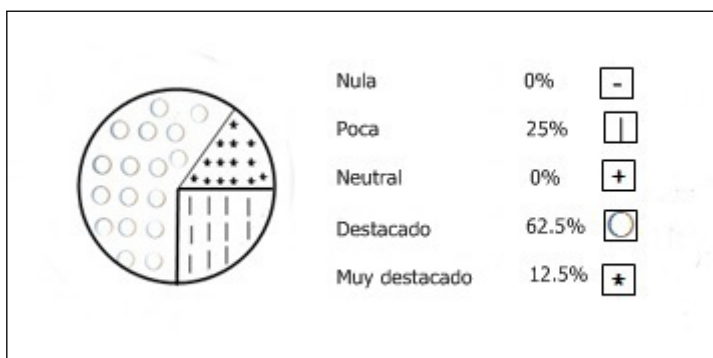 Nula 0% -
Poca 25% |
Neutral 0% +
Destacado 62.5%
Muy destacado 12.5% *